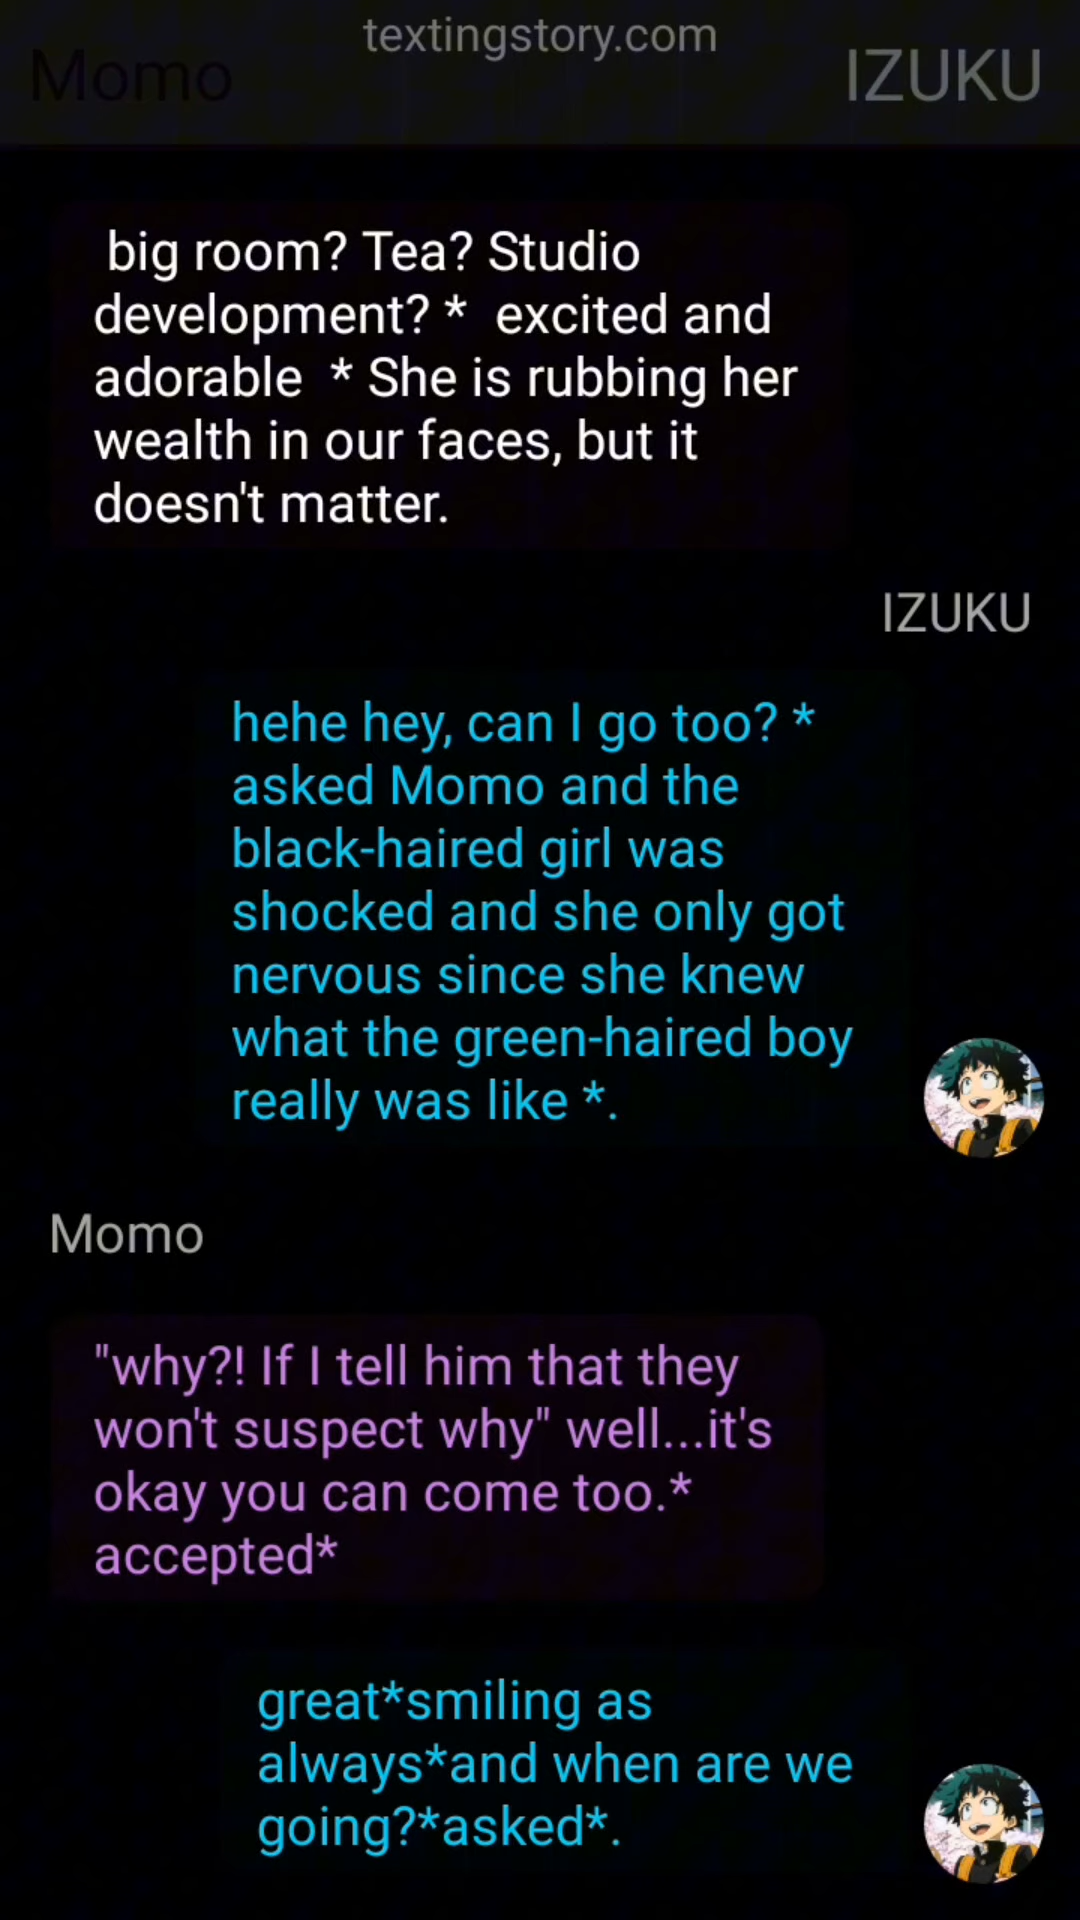 textingstory.com
Momo
IZUKU
big room? Tea? Studio
development? *  excited and
adorable  * She is rubbing her
wealth in our faces, but it
doesn't matter.
IZUKU
hehe hey, can I go too? *
asked Momo and the
black-haired girl was
shocked and she only got
nervous since she knew
what the green-haired boy
really was like *.
Momo
"why?! If I tell him that they
won't suspect why" well...it's
okay you can come too.*
accepted*
great*smiling as
always*and when are we
going?*asked*.